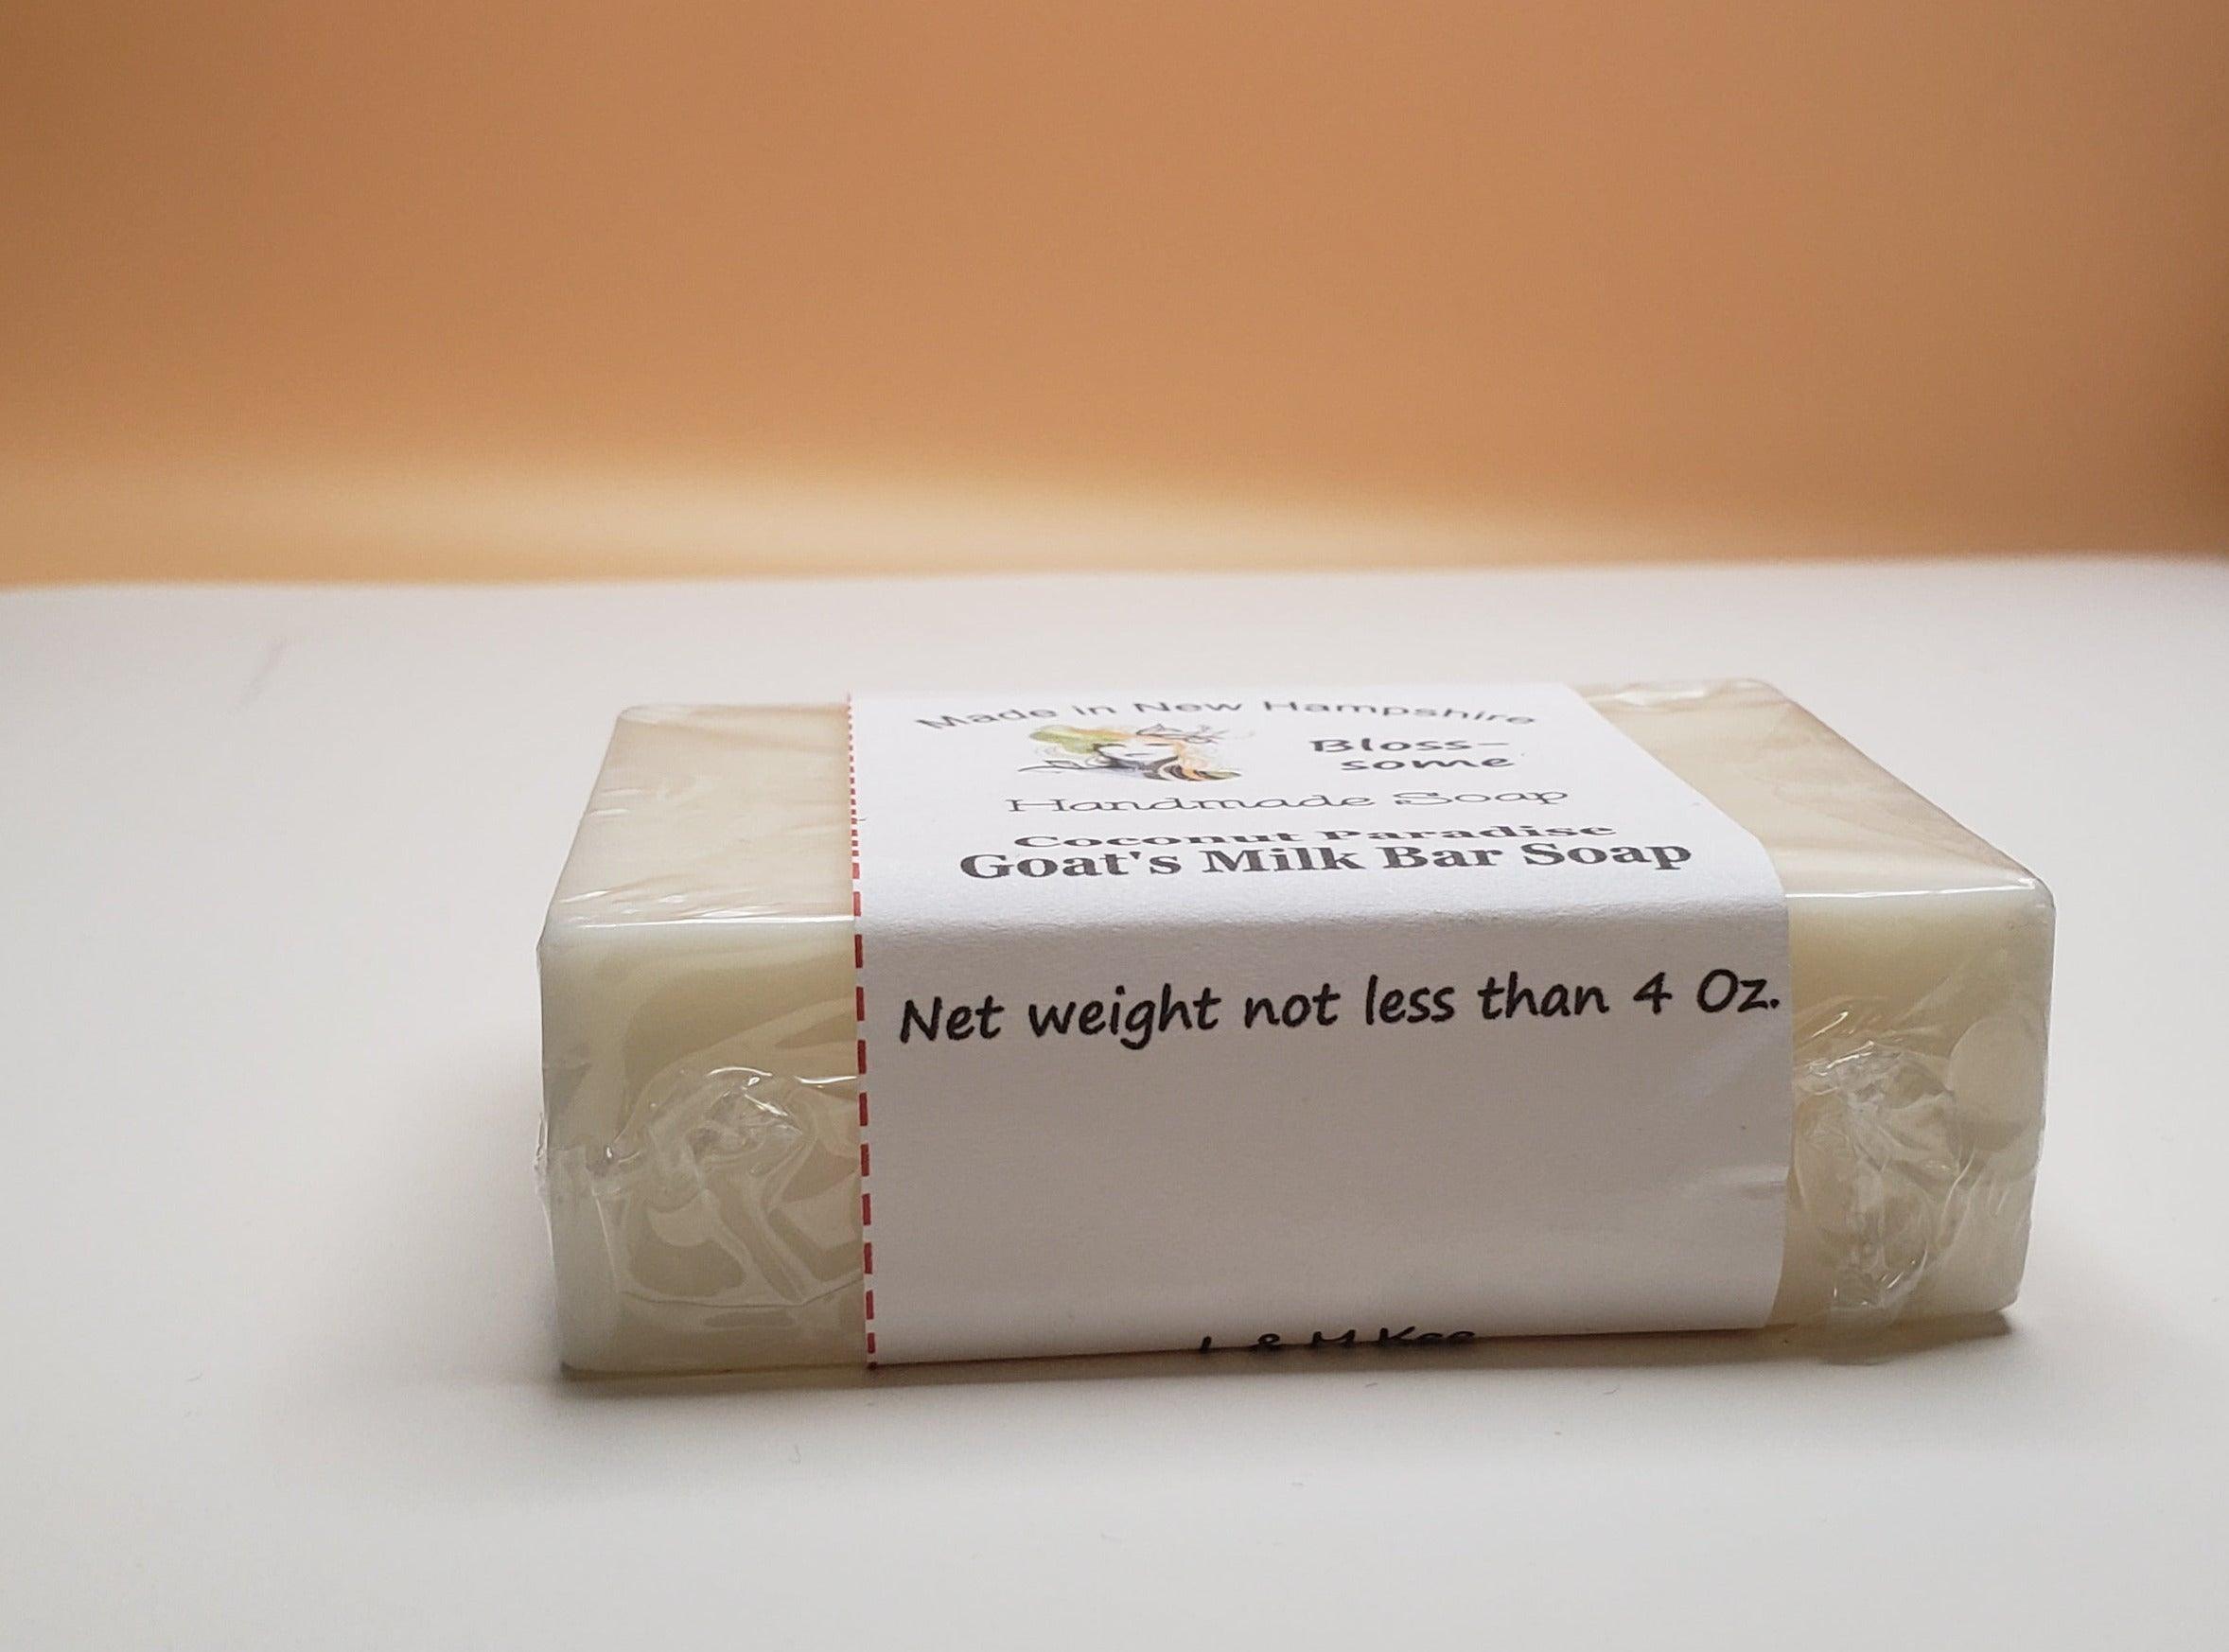 Made in New Hampshire
Bloss-
some
Handmade Soap
Coconut Paradise
Goat's Milk Bar Soap
Net weight not less than 4 Oz.
L & M